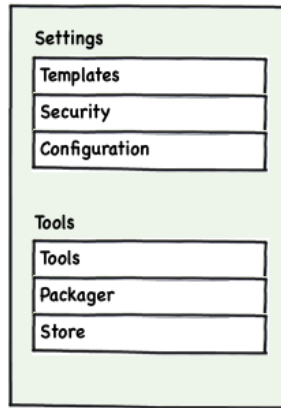 Settings
Templates
Security
Configuration
Tools
Tools
Packager
Store